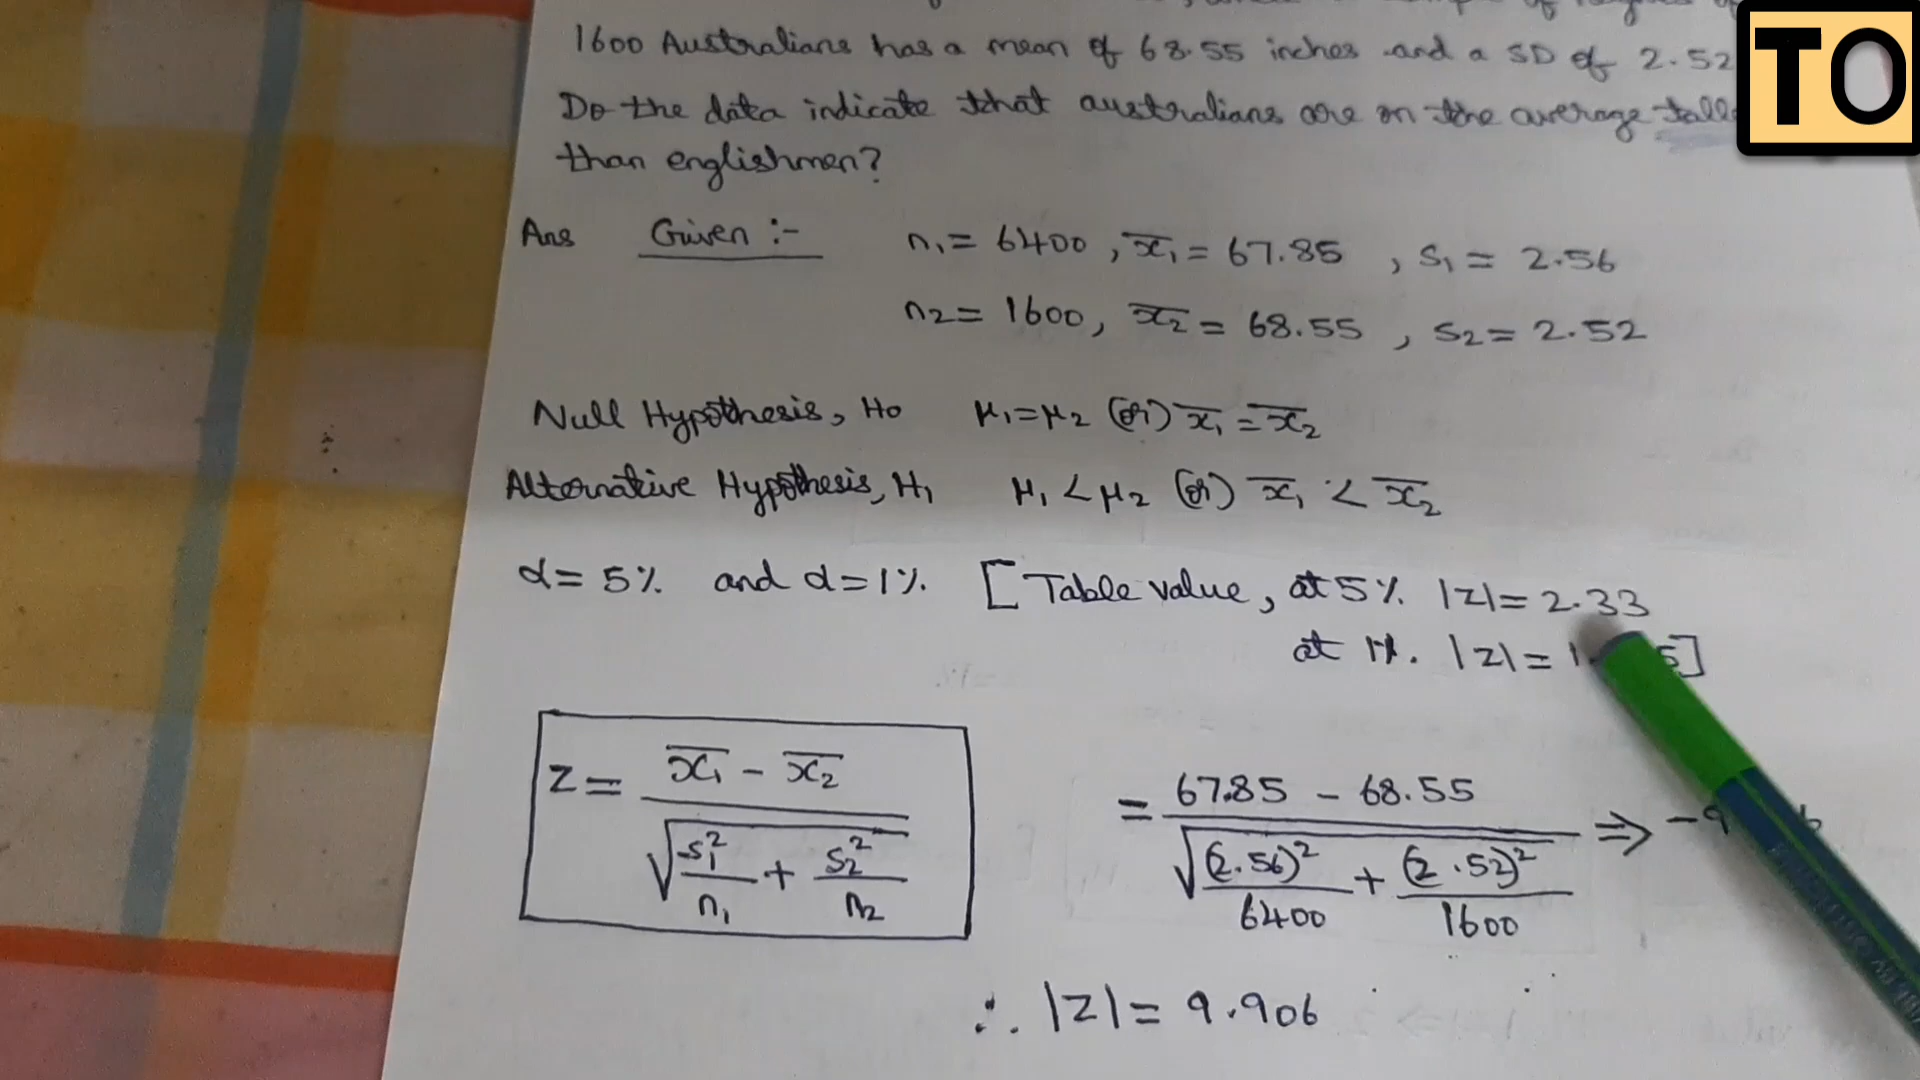 1600 Australians has a mean of 68.55 inches and a SD of 2.52
Do the data indicate that australians are on the average
than englishmen?
Ans Given :- n₁ = 6400 , x̄₁ = 67.85 , s₁ = 2.56
n₂ = 1600, x̄₂ = 68.55 , s₂ = 2.52
Null Hypothesis, H₀ μ₁=μ₂ (or) x̄₁ = x̄₂
Alternative Hypothesis, H₁ μ₁ < μ₂ (or) x̄₁ < x̄₂
α = 5% and α = 1%. [Table value, at 5% |z| = 2.33
at 1%. |z| =
z = x̄₁ - x̄₂ / √(s₁²/n₁ + s₂²/n₂) = 67.85 - 68.55 / √((2.56)²/6400 + (2.52)²/1600) ⇒
∴ |z| = 9.906
TO